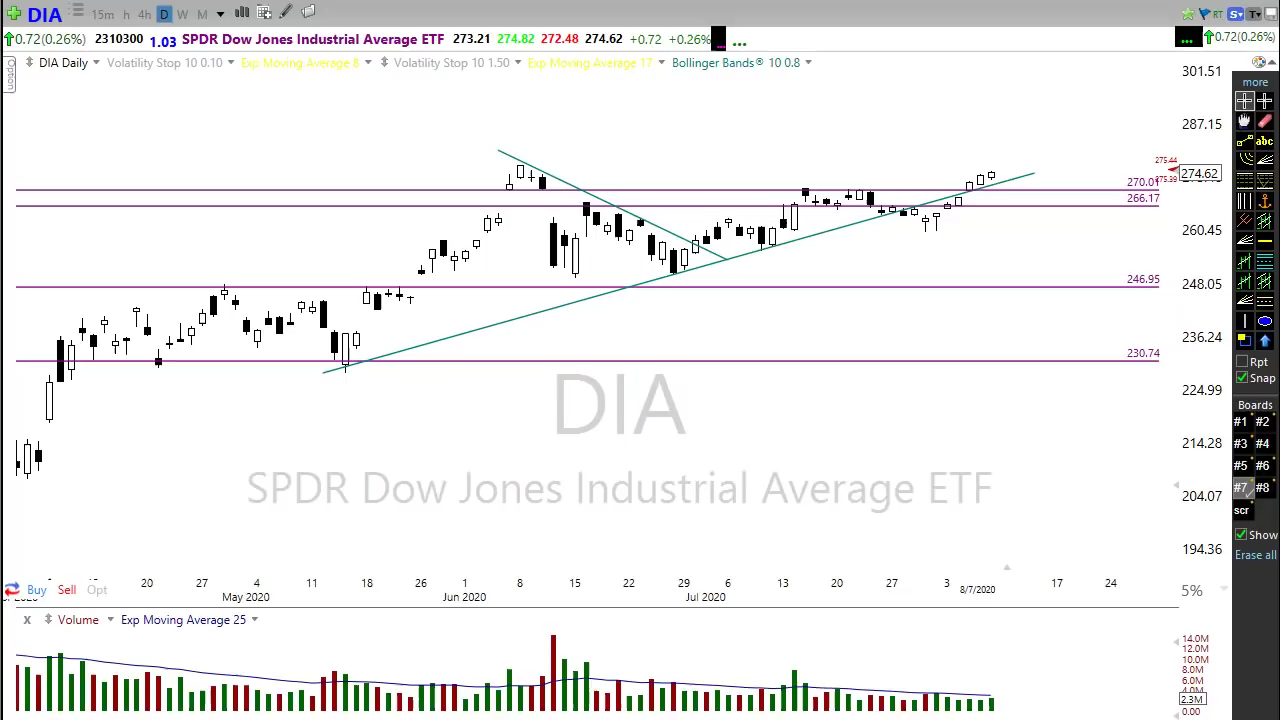 DIA 15m h 4h D W M RT S T
0.72(0.26%) 2310300 1.03 SPDR Dow Jones Industrial Average ETF 273.21 274.82 272.48 274.62 +0.72 +0.26% ... ... 0.72(0.26%)
Option
DIA Daily Volatility Stop 10 0.10 Exp Moving Average 8 Volatility Stop 10 1.50 Exp Moving Average 17 Bollinger Bands® 10 0.8
301.51
287.15
275.44
274.62
275.39
270.01
266.17
260.45
246.95
248.05
236.24
230.74
224.99
214.28
204.07
194.36
DIA
SPDR Dow Jones Industrial Average ETF
more
abc
Rpt
Snap
Boards
#1 #2
#3 #4
#5 #6
#7 #8
scr
Show
Erase all
20 27 4 11 18 26 1 8 15 22 29 6 13 20 27 3 17 24
Buy Sell Opt
May 2020 Jun 2020 Jul 2020 8/7/2020
5%
x Volume Exp Moving Average 25
14.0M
12.0M
10.0M
8.0M
6.0M
4.0M
2.3M
0.00